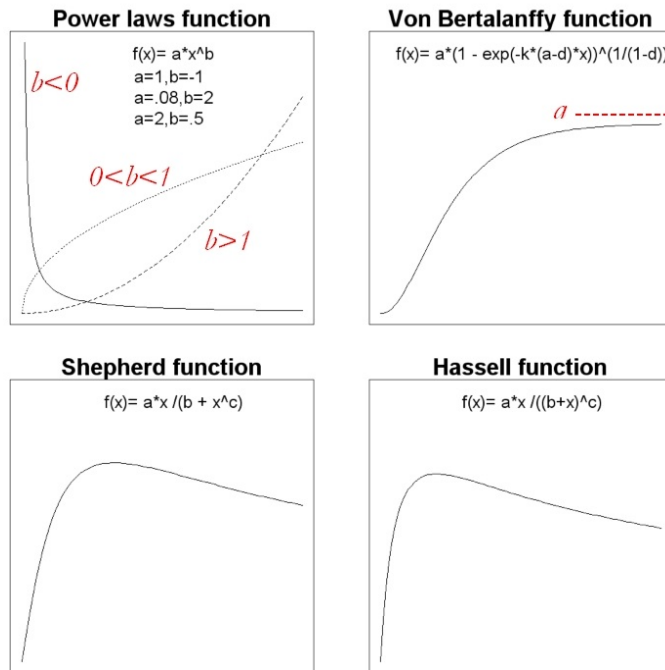 Power laws function
f(x)= a*x^b
a=1,b=-1
a=.08,b=2
a=2,b=.5
b<0
0<b<1
b>1
Von Bertalanffy function
f(x)= a*(1 - exp(-k*(a-d)*x))^(1/(1-d))
a
Shepherd function
f(x)= a*x /(b + x^c)
Hassell function
f(x)= a*x /((b+x)^c)